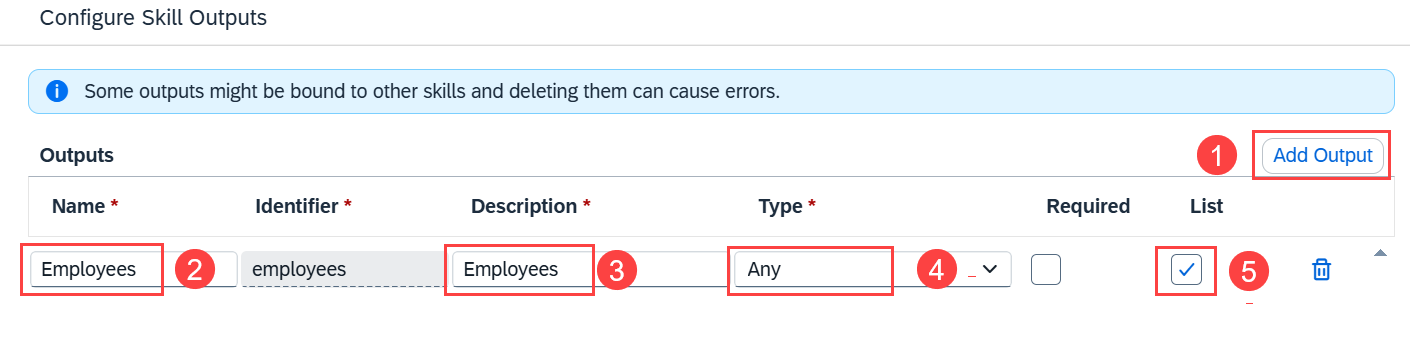 Configure Skill Outputs
Some outputs might be bound to other skills and deleting them can cause errors.
Outputs 1 Add Output
Name * Identifier * Description * Type * Required List
Employees 2 employees Employees 3 Any 4 5